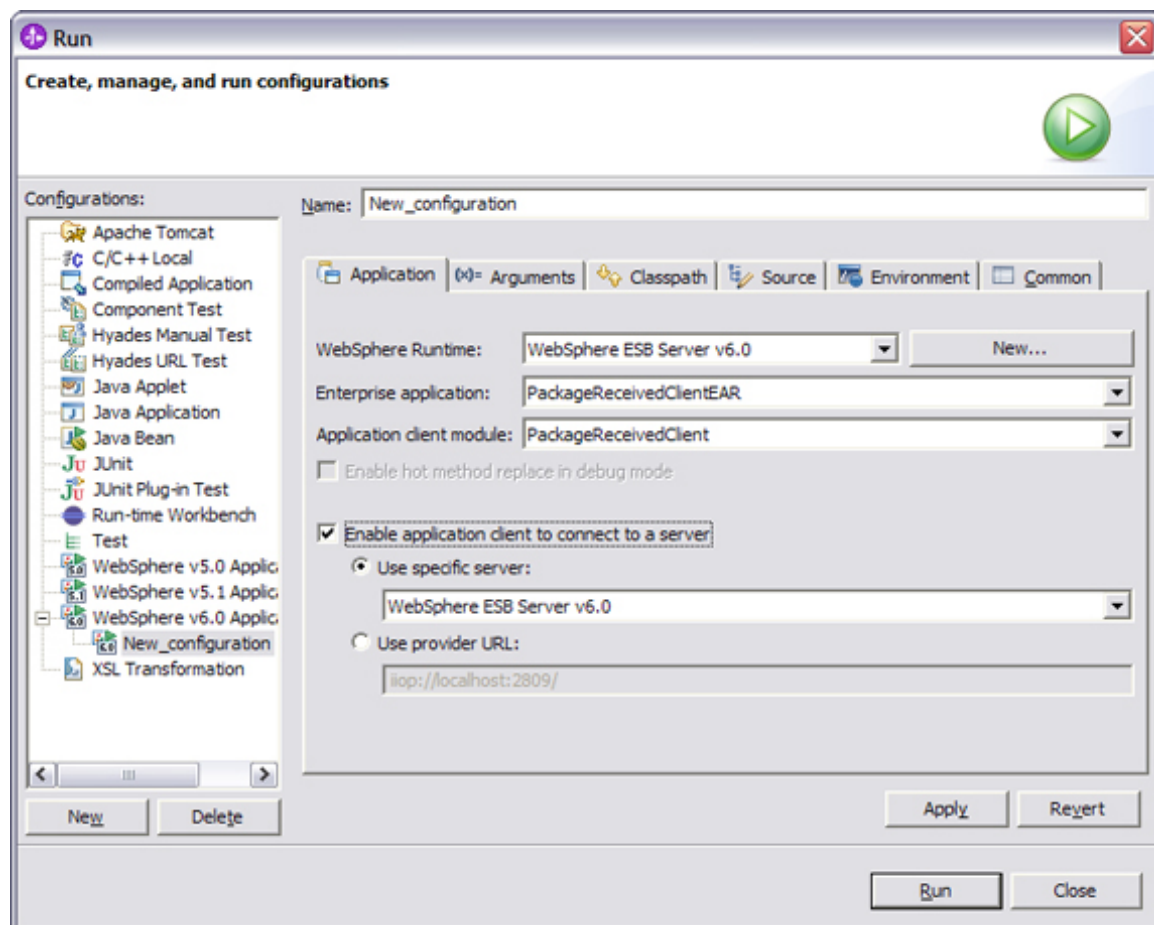 Run
Create, manage, and run configurations
Configurations:
Apache Tomcat
C/C++ Local
Compiled Application
Component Test
Hyades Manual Test
Hyades URL Test
Java Applet
Java Application
Java Bean
JUnit
JUnit Plug-in Test
Run-time Workbench
Test
WebSphere v5.0 Applic
WebSphere v5.1 Applic
WebSphere v6.0 Applic
New_configuration
XSL Transformation
New Delete
Name: New_configuration
Application (x)= Arguments Classpath Source Environment Common
WebSphere Runtime: WebSphere ESB Server v6.0 New...
Enterprise application: PackageReceivedClientEAR
Application client module: PackageReceivedClient
Enable hot method replace in debug mode
Enable application client to connect to a server
Use specific server:
WebSphere ESB Server v6.0
Use provider URL:
iiop://localhost:2809/
Apply Revert
Run Close